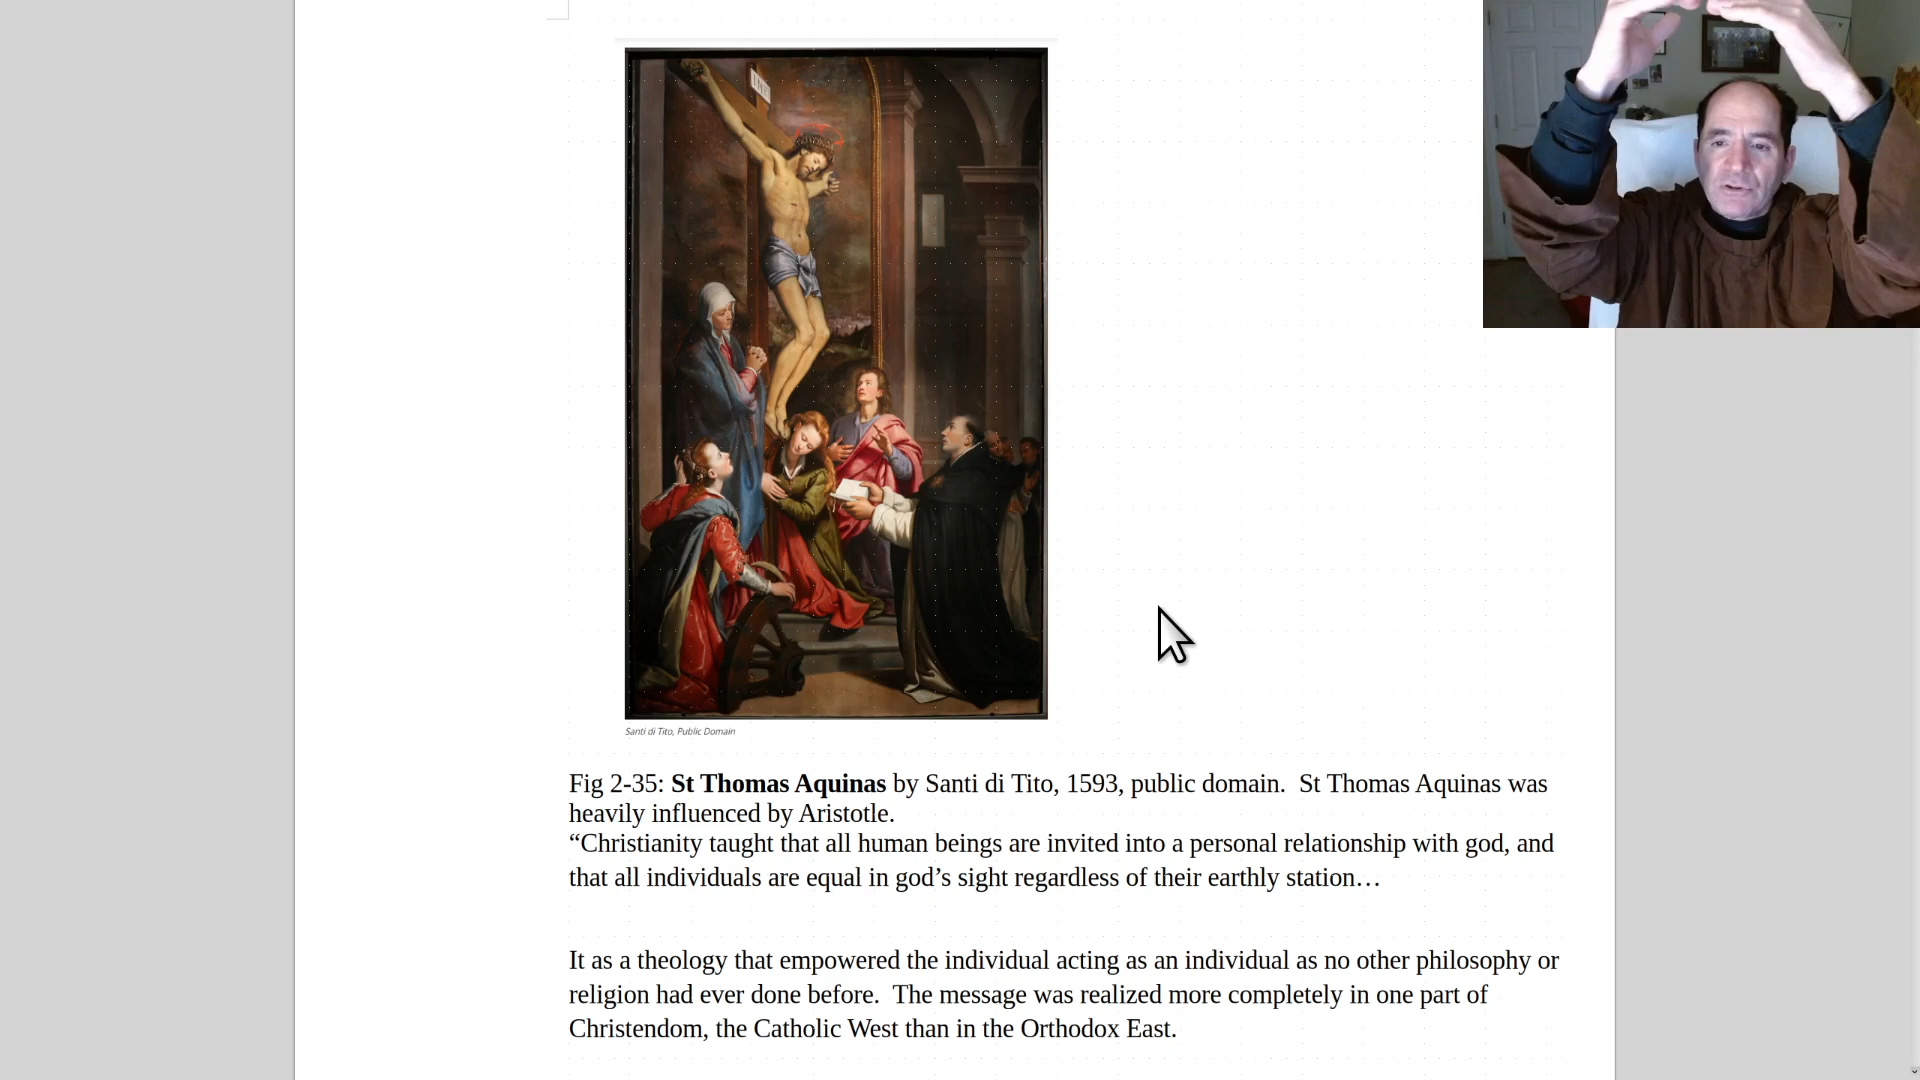 INRI
Santi di Tito, Public Domain
Fig 2-35: St Thomas Aquinas by Santi di Tito, 1593, public domain.  St Thomas Aquinas was
heavily influenced by Aristotle.
“Christianity taught that all human beings are invited into a personal relationship with god, and
that all individuals are equal in god’s sight regardless of their earthly station…
It as a theology that empowered the individual acting as an individual as no other philosophy or
religion had ever done before.  The message was realized more completely in one part of
Christendom, the Catholic West than in the Orthodox East.